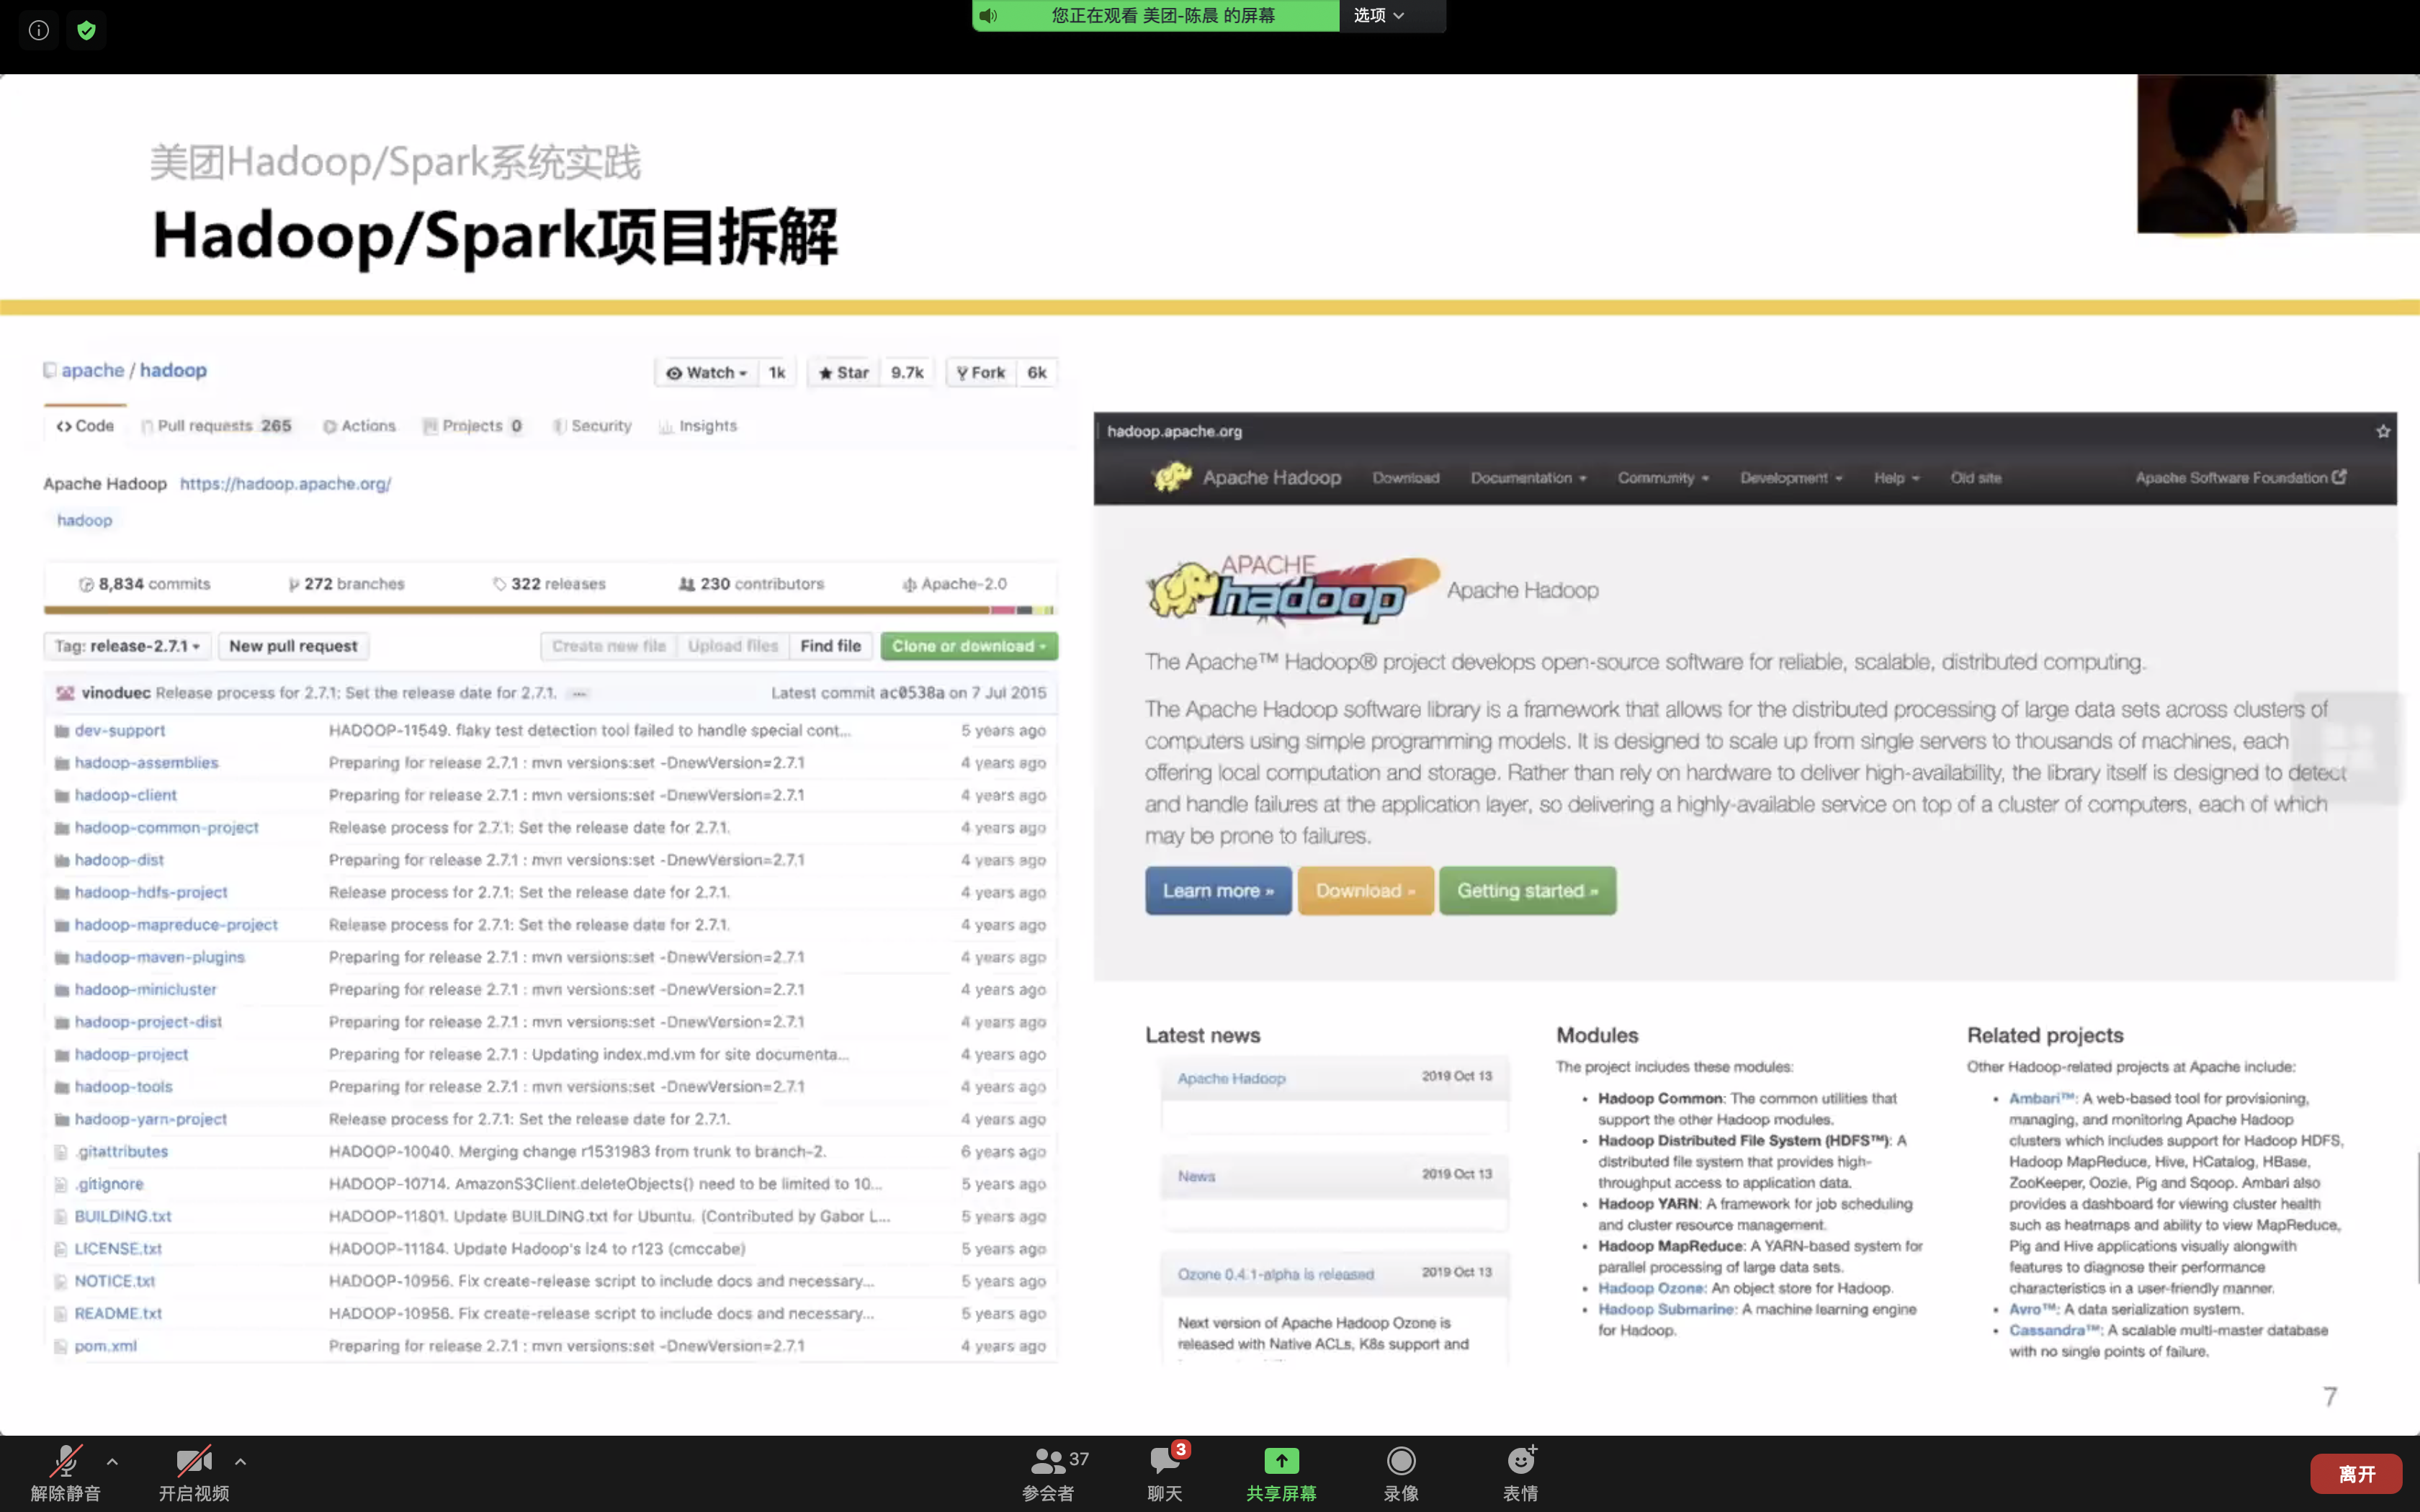 您正在观看 美团-陈晨 的屏幕
选项
美团Hadoop/Spark系统实践
Hadoop/Spark项目拆解
apache / hadoop
Watch 1k
Star 9.7k
Fork 6k
Code
Pull requests 265
Actions
Projects 0
Security
Insights
Apache Hadoop https://hadoop.apache.org/
hadoop
8,834 commits
272 branches
322 releases
230 contributors
Apache-2.0
Tag: release-2.7.1
New pull request
Create new file
Upload files
Find file
Clone or download
vinoduec Release process for 2.7.1: Set the release date for 2.7.1. ...
Latest commit ac0538a on 7 Jul 2015
dev-support HADOOP-11549. flaky test detection tool failed to handle special cont... 5 years ago
hadoop-assemblies Preparing for release 2.7.1 : mvn versions:set -DnewVersion=2.7.1 4 years ago
hadoop-client Preparing for release 2.7.1 : mvn versions:set -DnewVersion=2.7.1 4 years ago
hadoop-common-project Release process for 2.7.1: Set the release date for 2.7.1. 4 years ago
hadoop-dist Preparing for release 2.7.1 : mvn versions:set -DnewVersion=2.7.1 4 years ago
hadoop-hdfs-project Release process for 2.7.1: Set the release date for 2.7.1. 4 years ago
hadoop-mapreduce-project Release process for 2.7.1: Set the release date for 2.7.1. 4 years ago
hadoop-maven-plugins Preparing for release 2.7.1 : mvn versions:set -DnewVersion=2.7.1 4 years ago
hadoop-minicluster Preparing for release 2.7.1 : mvn versions:set -DnewVersion=2.7.1 4 years ago
hadoop-project-dist Preparing for release 2.7.1 : mvn versions:set -DnewVersion=2.7.1 4 years ago
hadoop-project Preparing for release 2.7.1 : Updating index.md.vm for site documenta... 4 years ago
hadoop-tools Preparing for release 2.7.1 : mvn versions:set -DnewVersion=2.7.1 4 years ago
hadoop-yarn-project Release process for 2.7.1: Set the release date for 2.7.1. 4 years ago
.gitattributes HADOOP-10040. Merging change r1531983 from trunk to branch-2. 6 years ago
.gitignore HADOOP-10714. AmazonS3Client.deleteObjects() need to be limited to 10... 5 years ago
BUILDING.txt HADOOP-11801. Update BUILDING.txt for Ubuntu. (Contributed by Gabor L... 5 years ago
LICENSE.txt HADOOP-11184. Update Hadoop's lz4 to r123 (cmccabe) 5 years ago
NOTICE.txt HADOOP-10956. Fix create-release script to include docs and necessary... 5 years ago
README.txt HADOOP-10956. Fix create-release script to include docs and necessary... 5 years ago
pom.xml Preparing for release 2.7.1 : mvn versions:set -DnewVersion=2.7.1 4 years ago
hadoop.apache.org
Apache Hadoop
Download
Documentation
Community
Development
Help
Old site
Apache Software Foundation
APACHE
hadoop
Apache Hadoop
The Apache™ Hadoop® project develops open-source software for reliable, scalable, distributed computing.
The Apache Hadoop software library is a framework that allows for the distributed processing of large data sets across clusters of
computers using simple programming models. It is designed to scale up from single servers to thousands of machines, each
offering local computation and storage. Rather than rely on hardware to deliver high-availability, the library itself is designed to detect
and handle failures at the application layer, so delivering a highly-available service on top of a cluster of computers, each of which
may be prone to failures.
Learn more »
Download »
Getting started »
Latest news
Apache Hadoop 2019 Oct 13
News 2019 Oct 13
Ozone 0.4.1-alpha is released 2019 Oct 13
Next version of Apache Hadoop Ozone is
released with Native ACLs, K8s support and
Modules
The project includes these modules:
• Hadoop Common: The common utilities that
support the other Hadoop modules.
• Hadoop Distributed File System (HDFS™): A
distributed file system that provides high-
throughput access to application data.
• Hadoop YARN: A framework for job scheduling
and cluster resource management.
• Hadoop MapReduce: A YARN-based system for
parallel processing of large data sets.
• Hadoop Ozone: An object store for Hadoop.
• Hadoop Submarine: A machine learning engine
for Hadoop.
Related projects
Other Hadoop-related projects at Apache include:
• Ambari™: A web-based tool for provisioning,
managing, and monitoring Apache Hadoop
clusters which includes support for Hadoop HDFS,
Hadoop MapReduce, Hive, HCatalog, HBase,
ZooKeeper, Oozie, Pig and Sqoop. Ambari also
provides a dashboard for viewing cluster health
such as heatmaps and ability to view MapReduce,
Pig and Hive applications visually alongwith
features to diagnose their performance
characteristics in a user-friendly manner.
• Avro™: A data serialization system.
• Cassandra™: A scalable multi-master database
with no single points of failure.
7
解除静音
开启视频
37
参会者
3
聊天
共享屏幕
录像
表情
离开